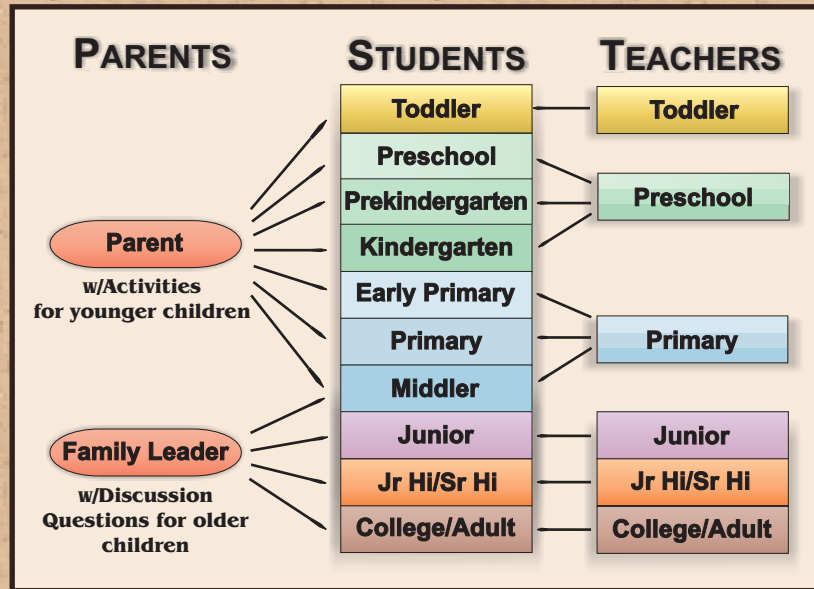 PARENTS
Parent
w/Activities
for younger children
Family Leader
w/Discussion
Questions for older
children
STUDENTS
Toddler
Preschool
Prekindergarten
Kindergarten
Early Primary
Primary
Middler
Junior
Jr Hi/Sr Hi
College/Adult
TEACHERS
Toddler
Preschool
Primary
Junior
Jr Hi/Sr Hi
College/Adult